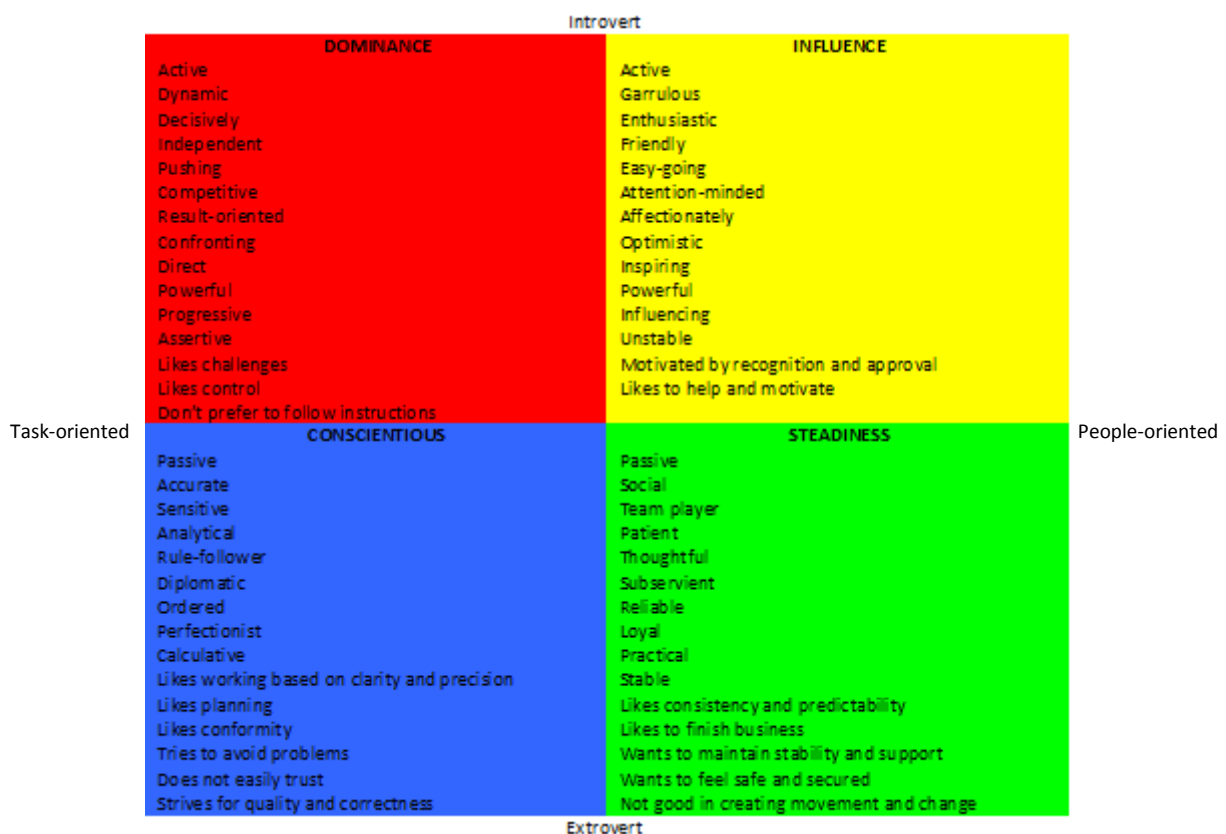 Introvert
DOMINANCE
Active
Dynamic
Decisively
Independent
Pushing
Competitive
Result-oriented
Confronting
Direct
Powerful
Progressive
Assertive
Likes challenges
Likes control
Don't prefer to follow instructions
INFLUENCE
Active
Garrulous
Enthusiastic
Friendly
Easy-going
Attention-minded
Affectionately
Optimistic
Inspiring
Powerful
Influencing
Unstable
Motivated by recognition and approval
Likes to help and motivate
Task-oriented
People-oriented
CONSCIENTIOUS
Passive
Accurate
Sensitive
Analytical
Rule-follower
Diplomatic
Ordered
Perfectionist
Calculative
Likes working based on clarity and precision
Likes planning
Likes conformity
Tries to avoid problems
Does not easily trust
Strives for quality and correctness
STEADINESS
Passive
Social
Team player
Patient
Thoughtful
Subservient
Reliable
Loyal
Practical
Stable
Likes consistency and predictability
Likes to finish business
Wants to maintain stability and support
Wants to feel safe and secured
Not good in creating movement and change
Extrovert